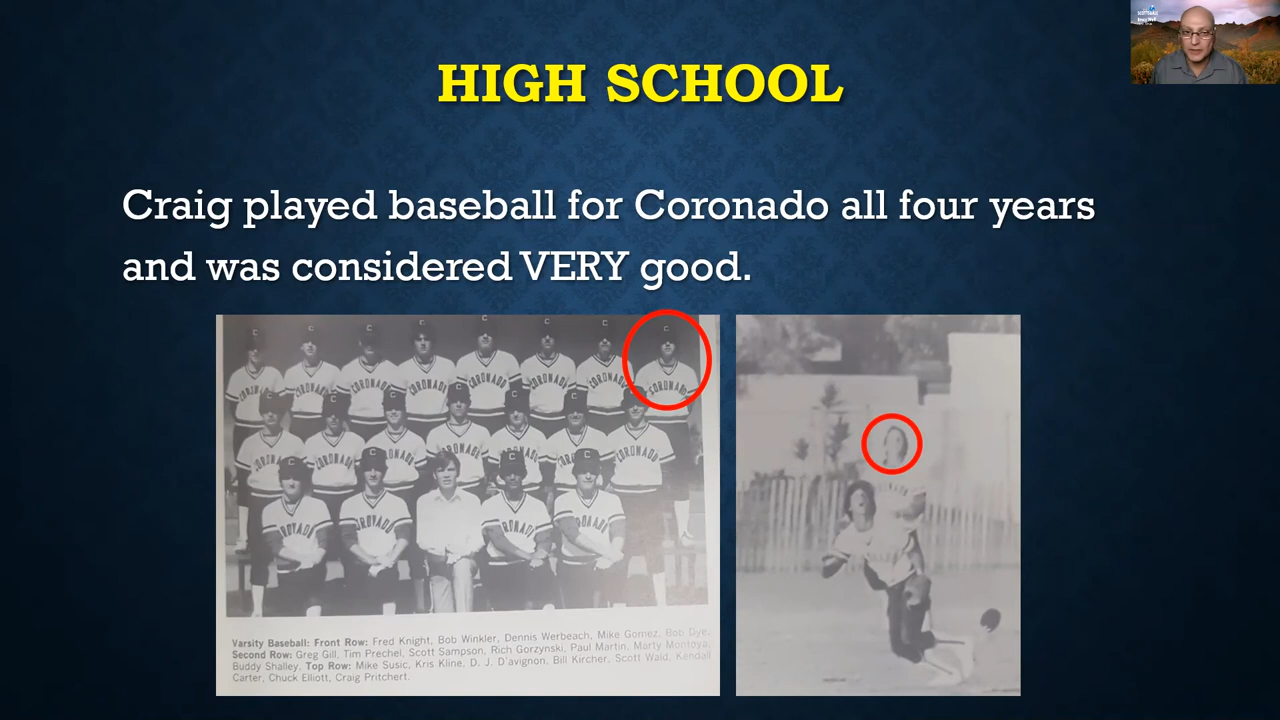 HIGH SCHOOL
Craig played baseball for Coronado all four years
and was considered VERY good.
Varsity Baseball: Front Row: Fred Knight, Bob Winkler, Dennis Werbeach, Mike Gomez, Bob Dye,
Second Row: Greg Gill, Tim Prechel, Scott Sampson, Rich Gorzynski, Paul Martin, Marty Montoya,
Buddy Shalley. Top Row: Mike Susic, Kris Kline, D. J. D'avignon, Bill Kircher, Scott Wald, Kendall
Carter, Chuck Elliott, Craig Pritchert.